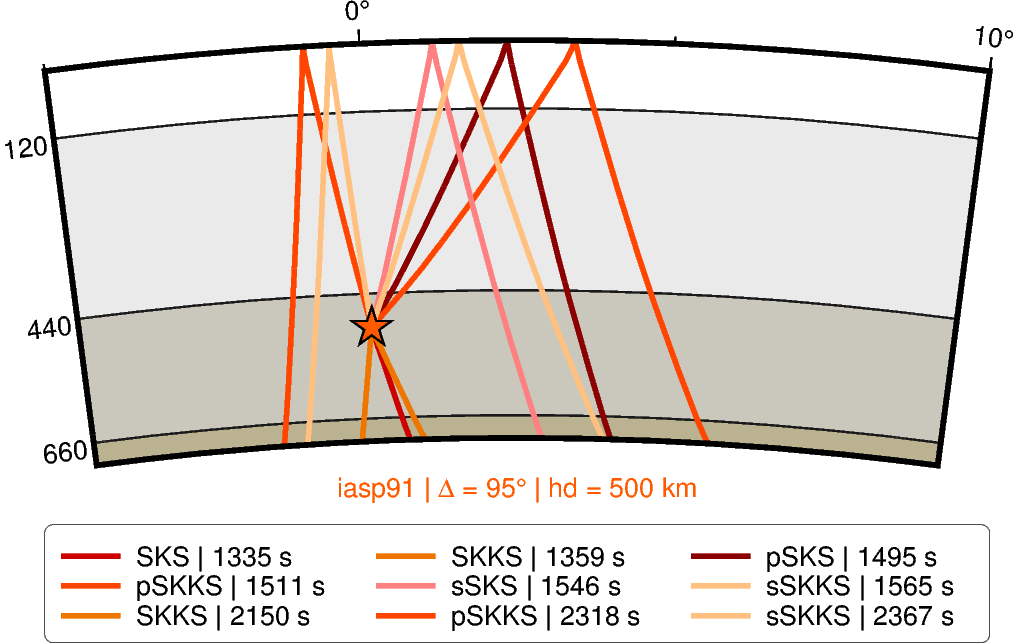 0°
10°
120
440
660
iasp91 | Δ = 95° | hd = 500 km
SKS | 1335 s SKKS | 1359 s pSKS | 1495 s
pSKKS | 1511 s sSKS | 1546 s sSKKS | 1565 s
SKKS | 2150 s pSKKS | 2318 s sSKKS | 2367 s